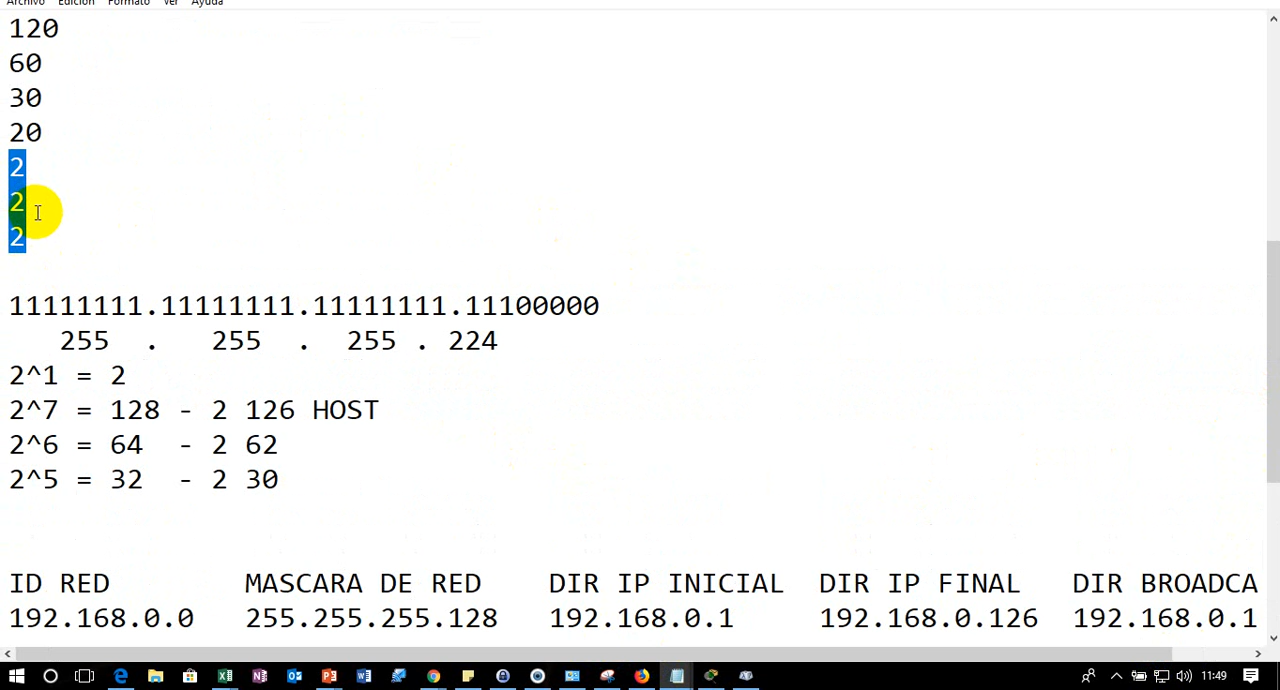 Archivo Edición Formato Ver Ayuda
120
60
30
20
2
2
2
11111111.11111111.11111111.11100000
255 . 255 . 255 . 224
2^1 = 2
2^7 = 128 - 2 126 HOST
2^6 = 64 - 2 62
2^5 = 32 - 2 30
ID RED MASCARA DE RED DIR IP INICIAL DIR IP FINAL DIR BROADCA
192.168.0.0 255.255.255.128 192.168.0.1 192.168.0.126 192.168.0.1
11:49